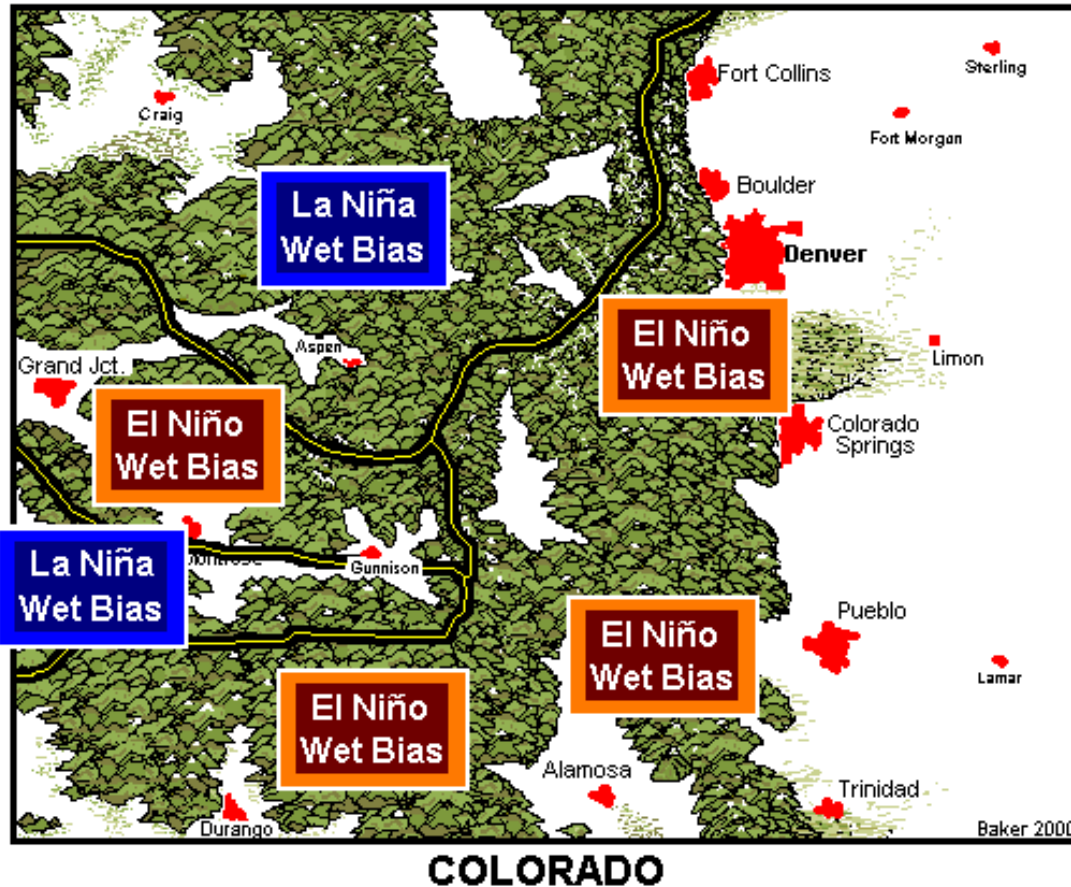 Fort Collins
Sterling
Craig
Fort Morgan
La Niña
Wet Bias
Boulder
Denver
El Niño
Wet Bias
Limon
Aspen
Grand Jct.
El Niño
Wet Bias
Colorado
Springs
La Niña
Wet Bias
Gunnison
El Niño
Wet Bias
Pueblo
Lamar
El Niño
Wet Bias
Alamosa
Trinidad
Durango
Baker 2000
COLORADO